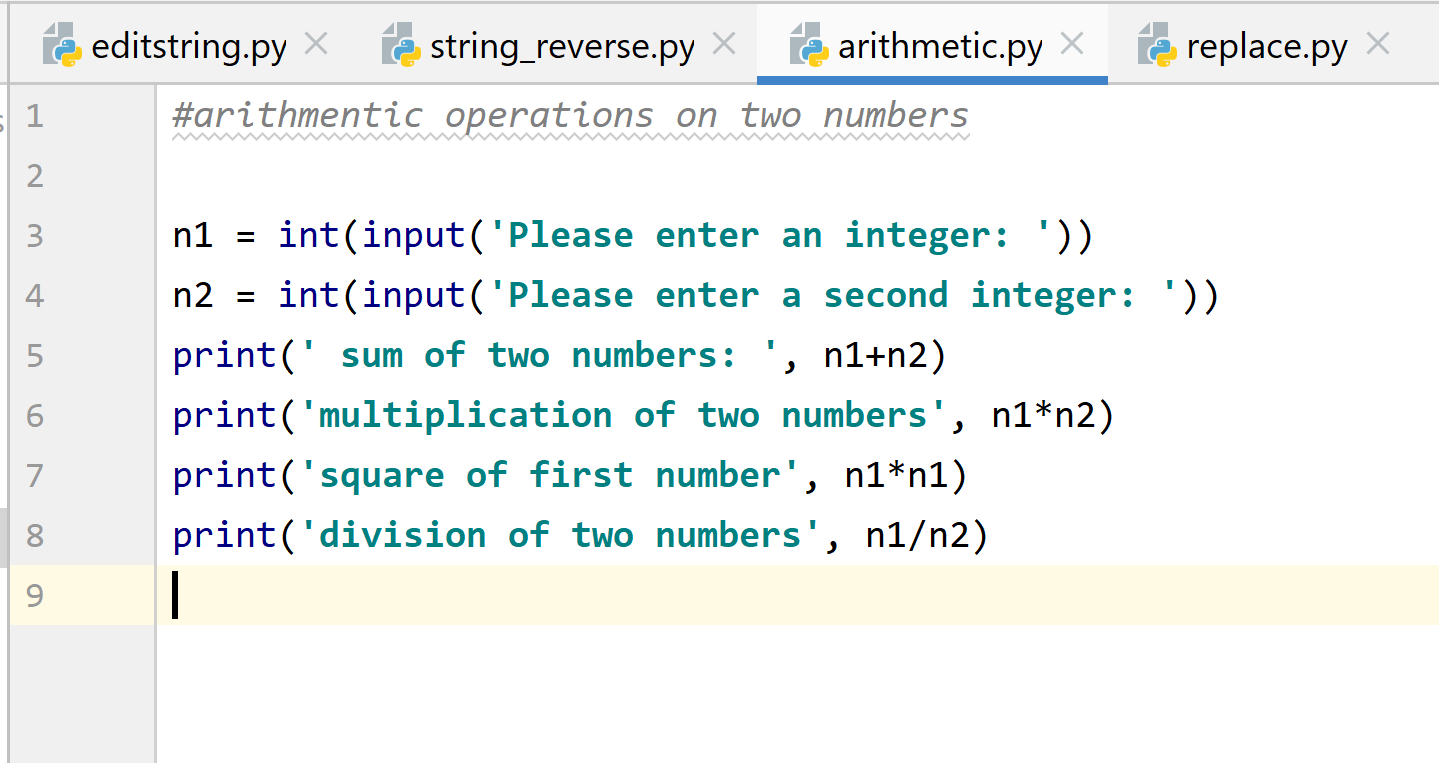 editstring.py string_reverse.py arithmetic.py replace.py
1 #arithmentic operations on two numbers
2
3 n1 = int(input('Please enter an integer: '))
4 n2 = int(input('Please enter a second integer: '))
5 print(' sum of two numbers: ', n1+n2)
6 print('multiplication of two numbers', n1*n2)
7 print('square of first number', n1*n1)
8 print('division of two numbers', n1/n2)
9